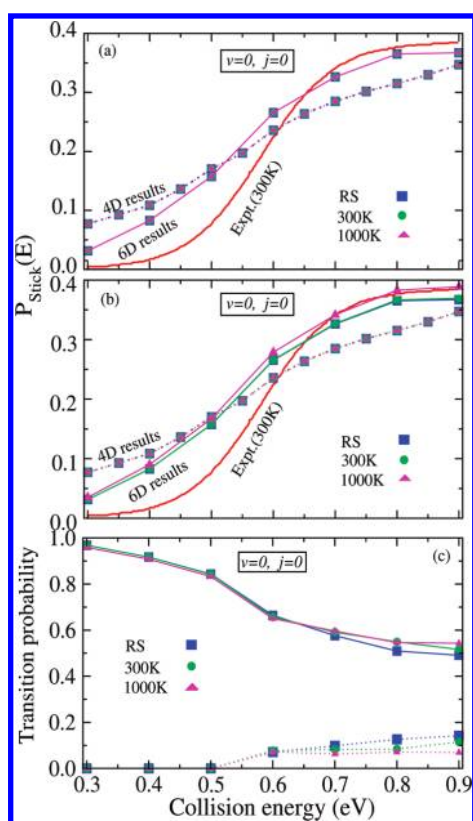 0.4
(a)
v=0, j=0
0.3
0.2
4D results
RS
0.1
6D results
Expt.(300K)
300K
1000K
0.0
P_Stick(E)
0.4
(b)
v=0, j=0
0.3
0.2
4D results
RS
0.1
6D results
Expt.(300K)
300K
1000K
0.0
1.0
v=0, j=0
(c)
0.8
0.6
RS
0.4
300K
1000K
0.2
0.0
Transition probability
0.3 0.4 0.5 0.6 0.7 0.8 0.9
Collision energy (eV)